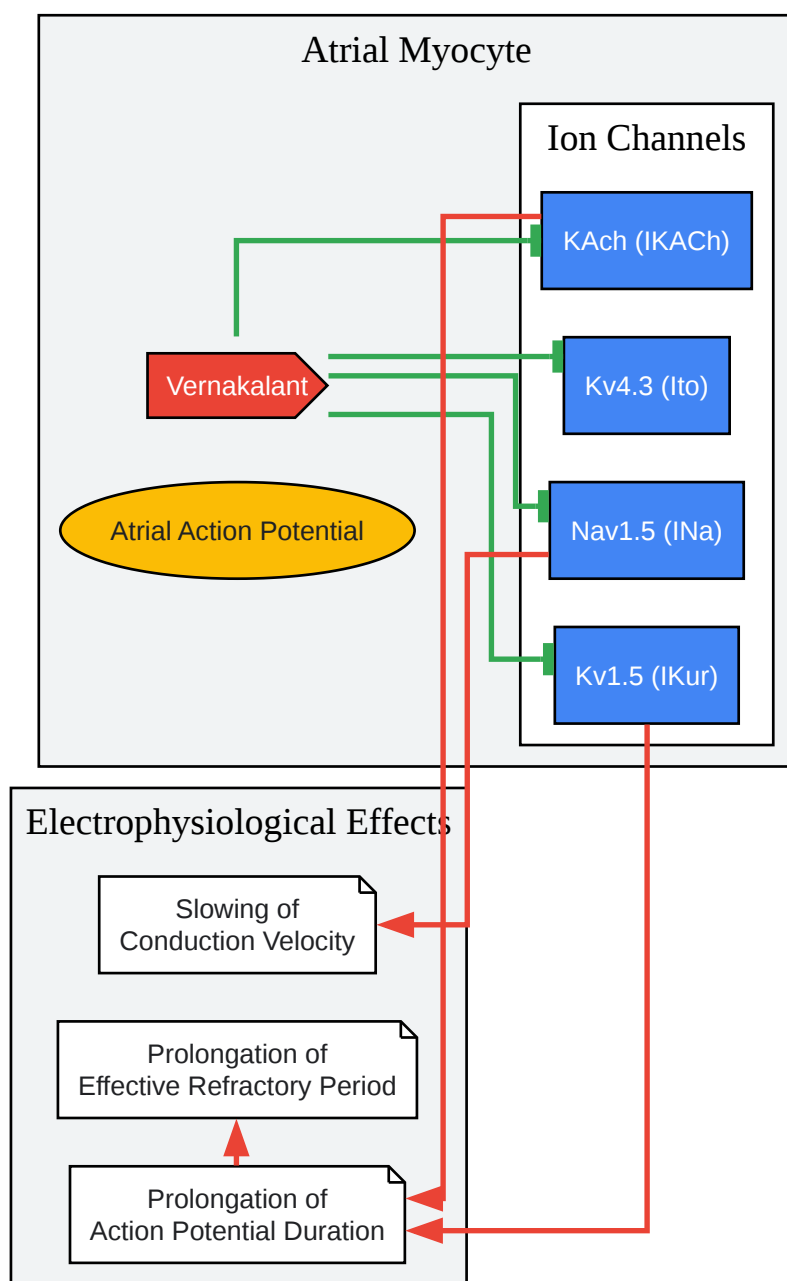 Atrial Myocyte
Ion Channels
KAch (IKACh)
Vernakalant
Kv4.3 (Ito)
Atrial Action Potential
Nav1.5 (INa)
Kv1.5 (IKur)
Electrophysiological Effects
Slowing of
Conduction Velocity
Prolongation of
Effective Refractory Period
Prolongation of
Action Potential Duration